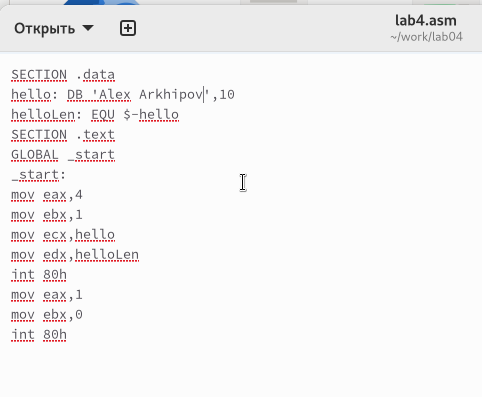 Открыть
lab4.asm
~/work/lab04
SECTION .data
hello: DB 'Alex Arkhipov',10
helloLen: EQU $-hello
SECTION .text
GLOBAL _start
_start:
mov eax,4
mov ebx,1
mov ecx,hello
mov edx,helloLen
int 80h
mov eax,1
mov ebx,0
int 80h